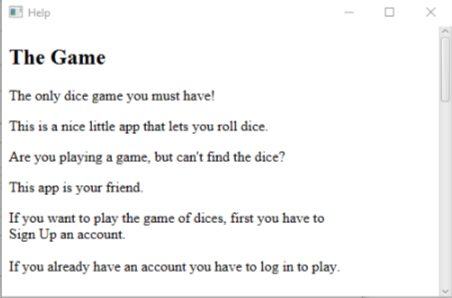 Help
The Game
The only dice game you must have!
This is a nice little app that lets you roll dice.
Are you playing a game, but can't find the dice?
This app is your friend.
If you want to play the game of dices, first you have to
Sign Up an account.
If you already have an account you have to log in to play.